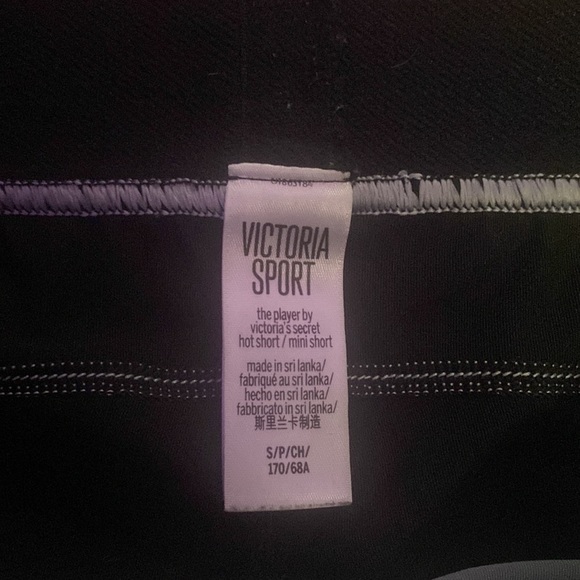 VICTORIA
SPORT
the player by
victoria's secret
hot short / mini short
made in sri lanka/
fabriqué au sri lanka/
hecho en sri lanka/
fabbricato in sri lanka/
斯里兰卡制造
S/P/CH/
170/68A